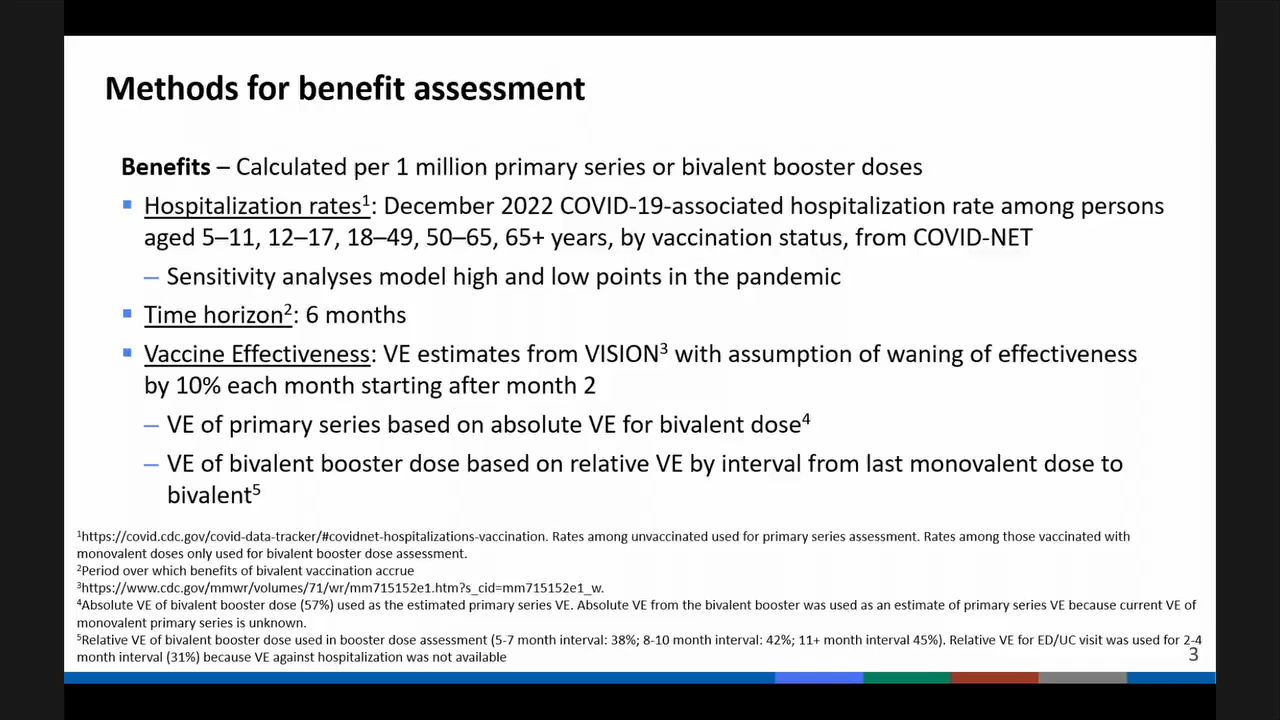 Methods for benefit assessment
Benefits – Calculated per 1 million primary series or bivalent booster doses
▪ Hospitalization rates¹: December 2022 COVID-19-associated hospitalization rate among persons
aged 5–11, 12–17, 18–49, 50–65, 65+ years, by vaccination status, from COVID-NET
– Sensitivity analyses model high and low points in the pandemic
▪ Time horizon²: 6 months
▪ Vaccine Effectiveness: VE estimates from VISION³ with assumption of waning of effectiveness
by 10% each month starting after month 2
– VE of primary series based on absolute VE for bivalent dose⁴
– VE of bivalent booster dose based on relative VE by interval from last monovalent dose to
bivalent⁵
¹https://covid.cdc.gov/covid-data-tracker/#covidnet-hospitalizations-vaccination. Rates among unvaccinated used for primary series assessment. Rates among those vaccinated with
monovalent doses only used for bivalent booster dose assessment.
²Period over which benefits of bivalent vaccination accrue
³https://www.cdc.gov/mmwr/volumes/71/wr/mm715152e1.htm?s_cid=mm715152e1_w.
⁴Absolute VE of bivalent booster dose (57%) used as the estimated primary series VE. Absolute VE from the bivalent booster was used as an estimate of primary series VE because current VE of
monovalent primary series is unknown.
⁵Relative VE of bivalent booster dose used in booster dose assessment (5-7 month interval: 38%; 8-10 month interval: 42%; 11+ month interval 45%). Relative VE for ED/UC visit was used for 2-4
month interval (31%) because VE against hospitalization was not available
3